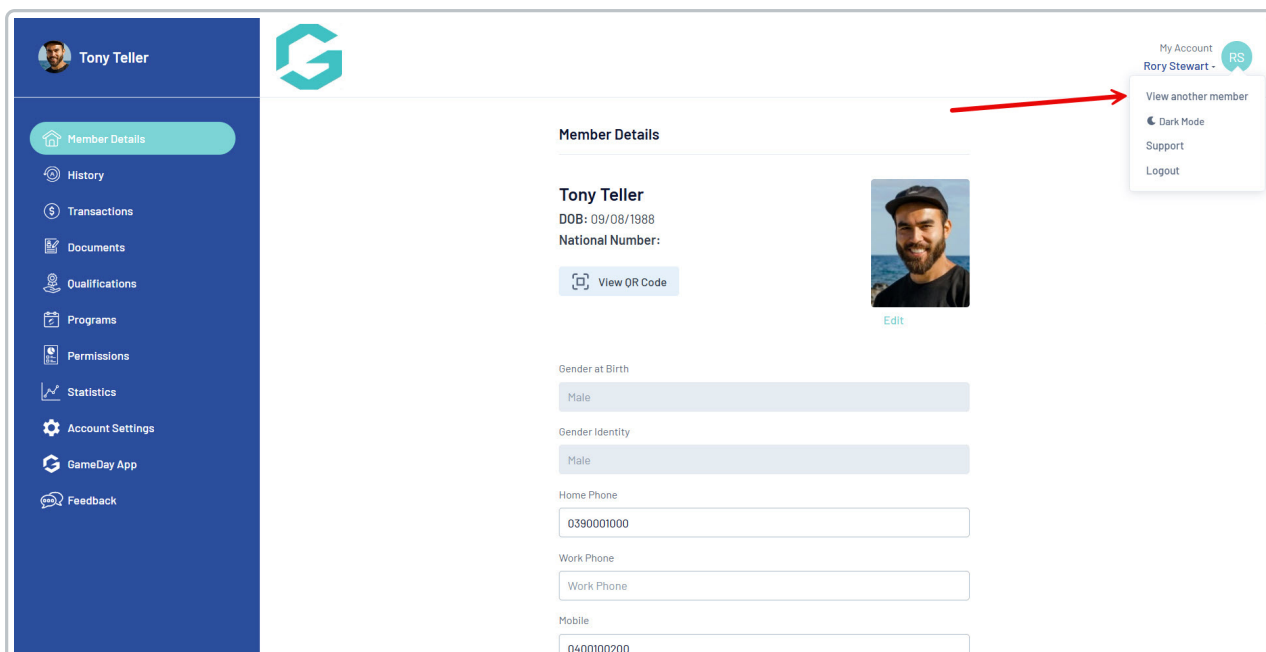 Tony Teller
My Account
Rory Stewart -
RS
View another member
Dark Mode
Support
Logout
Member Details
History
Transactions
Documents
Qualifications
Programs
Permissions
Statistics
Account Settings
GameDay App
Feedback
Member Details
Tony Teller
DOB: 09/08/1988
National Number:
View QR Code
Edit
Gender at Birth
Male
Gender Identity
Male
Home Phone
0390001000
Work Phone
Work Phone
Mobile
0400100200